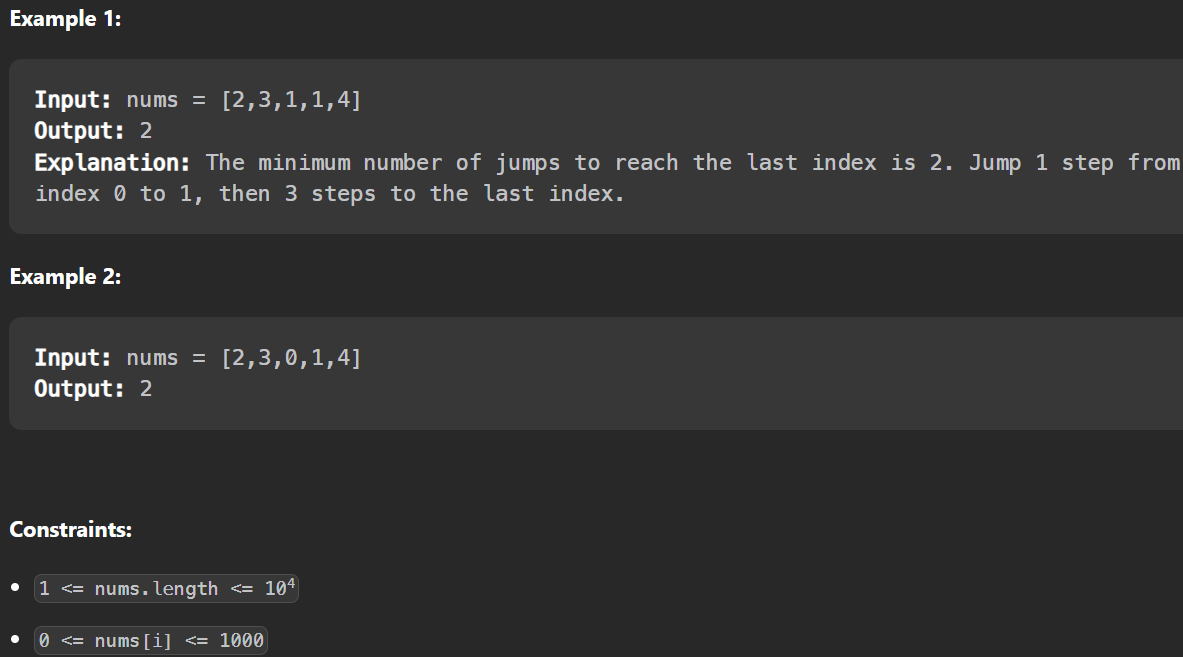 Example 1:
Input: nums = [2,3,1,1,4]
Output: 2
Explanation: The minimum number of jumps to reach the last index is 2. Jump 1 step from
index 0 to 1, then 3 steps to the last index.
Example 2:
Input: nums = [2,3,0,1,4]
Output: 2
Constraints:
• 1 <= nums.length <= 10⁴
• 0 <= nums[i] <= 1000